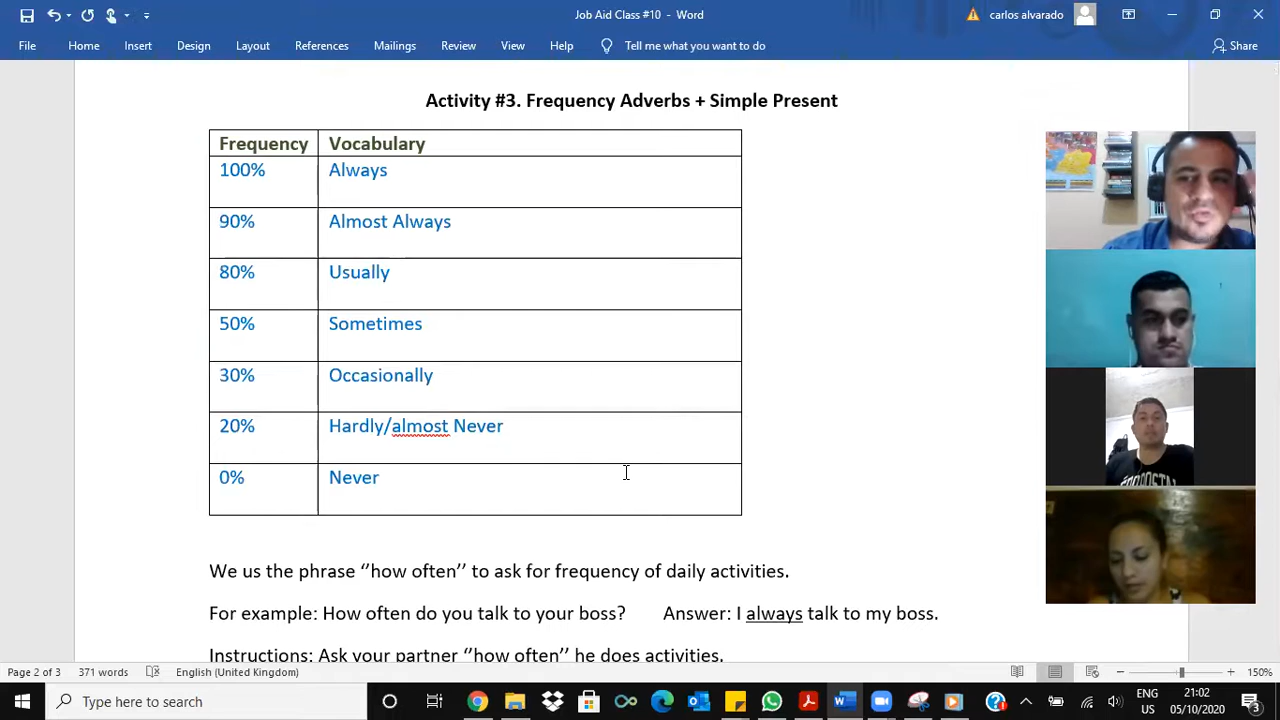 Job Aid Class #10 - Word
carlos alvarado
File Home Insert Design Layout References Mailings Review View Help Tell me what you want to do Share
Activity #3. Frequency Adverbs + Simple Present
Frequency Vocabulary
100% Always
90% Almost Always
80% Usually
50% Sometimes
30% Occasionally
20% Hardly/almost Never
0% Never
We us the phrase ‘’how often’’ to ask for frequency of daily activities.
For example: How often do you talk to your boss? Answer: I always talk to my boss.
Instructions: Ask your partner ‘’how often’’ he does activities.
Page 2 of 3 371 words English (United Kingdom) 150%
Type here to search
ENG 21:02
US 05/10/2020
3